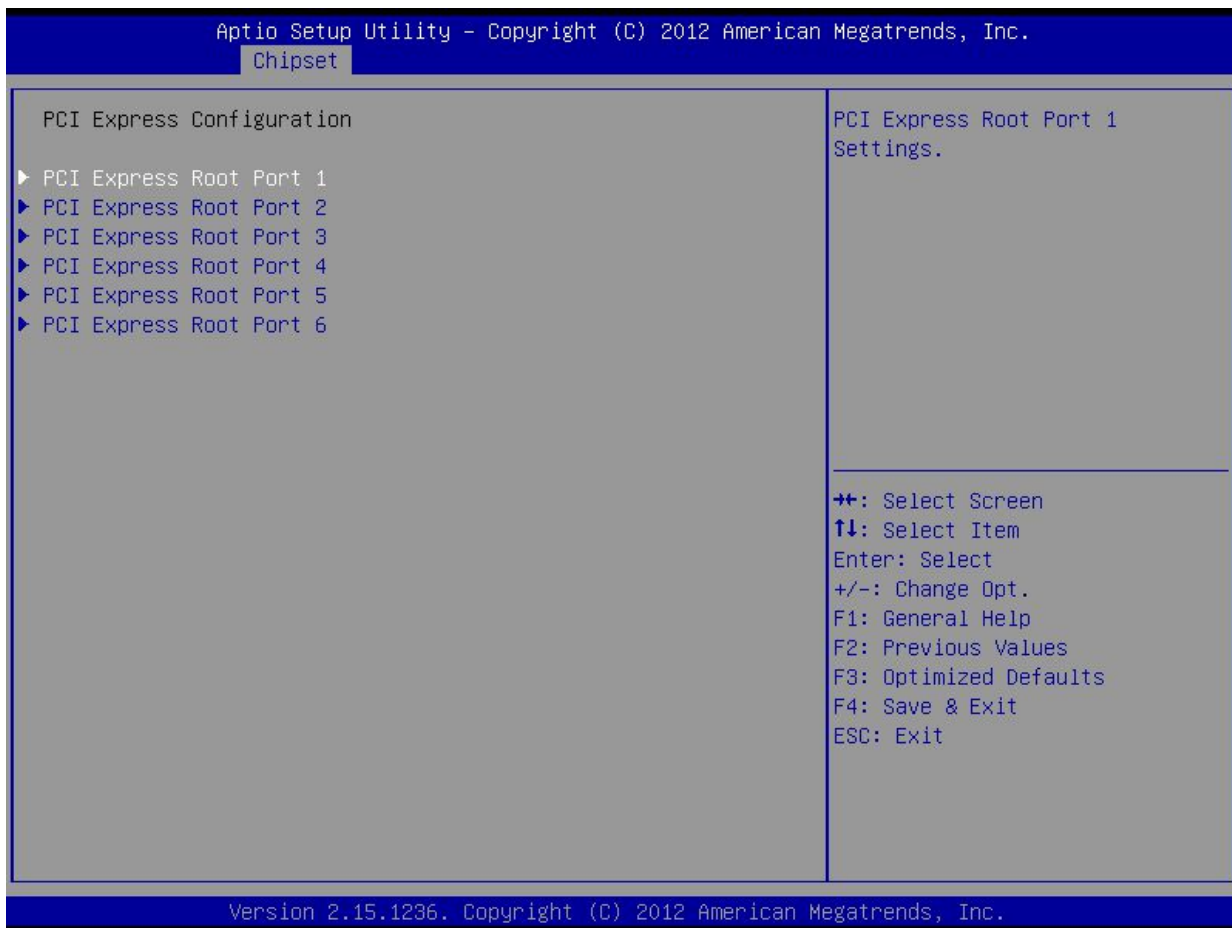 Aptio Setup Utility – Copyright (C) 2012 American Megatrends, Inc.
Chipset
PCI Express Configuration
▶ PCI Express Root Port 1
▶ PCI Express Root Port 2
▶ PCI Express Root Port 3
▶ PCI Express Root Port 4
▶ PCI Express Root Port 5
▶ PCI Express Root Port 6
PCI Express Root Port 1
Settings.
→←: Select Screen
↑↓: Select Item
Enter: Select
+/-: Change Opt.
F1: General Help
F2: Previous Values
F3: Optimized Defaults
F4: Save & Exit
ESC: Exit
Version 2.15.1236. Copyright (C) 2012 American Megatrends, Inc.